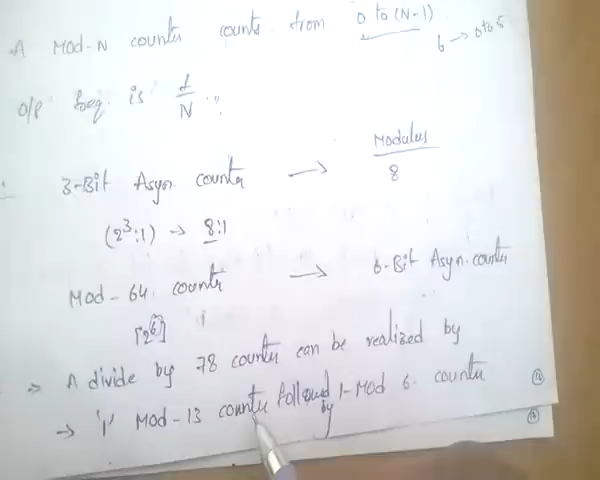 A Mod-N counter counts from 0 to (N-1)
6 → 0 to 5
o/p freq. is f/N
Modulus
3-Bit Asyn. counter → 8
(2³:1) → 8:1
Mod-64 counter → 6-Bit Asyn. counter
[2⁶]
⇒ A divide by 78 counter can be realized by
→ '1' Mod-13 counter followed by 1-Mod 6. counter